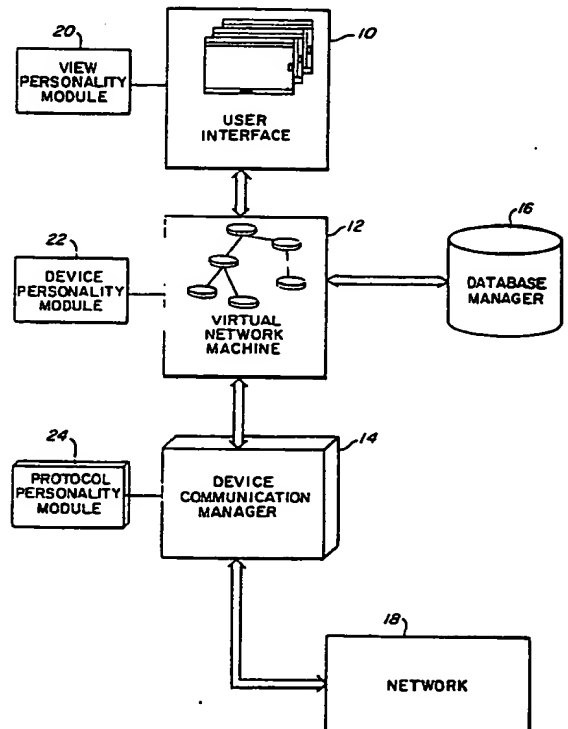 20
VIEW
PERSONALITY
MODULE
10
USER
INTERFACE
22
DEVICE
PERSONALITY
MODULE
12
VIRTUAL
NETWORK
MACHINE
16
DATABASE
MANAGER
24
PROTOCOL
PERSONALITY
MODULE
14
DEVICE
COMMUNICATION
MANAGER
18
NETWORK